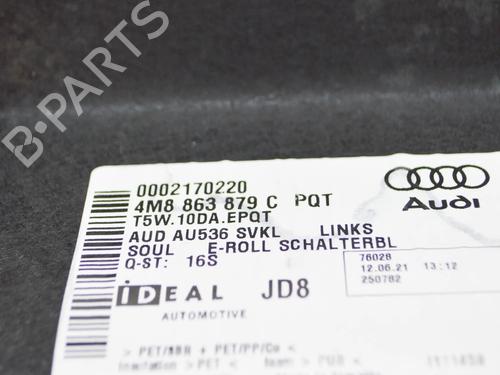 B-PARTS
0002170220
4M8 863 879 C PQT
T5W.10DA.EPQT
AUD AU536 SVKL LINKS
SOUL E-ROLL SCHALTERBL
Q-ST: 16S
Audi
76028
12.06.21 13:12
250782
IDEAL JD8
AUTOMOTIVE
> PET/NBR + PET/PP/Co <